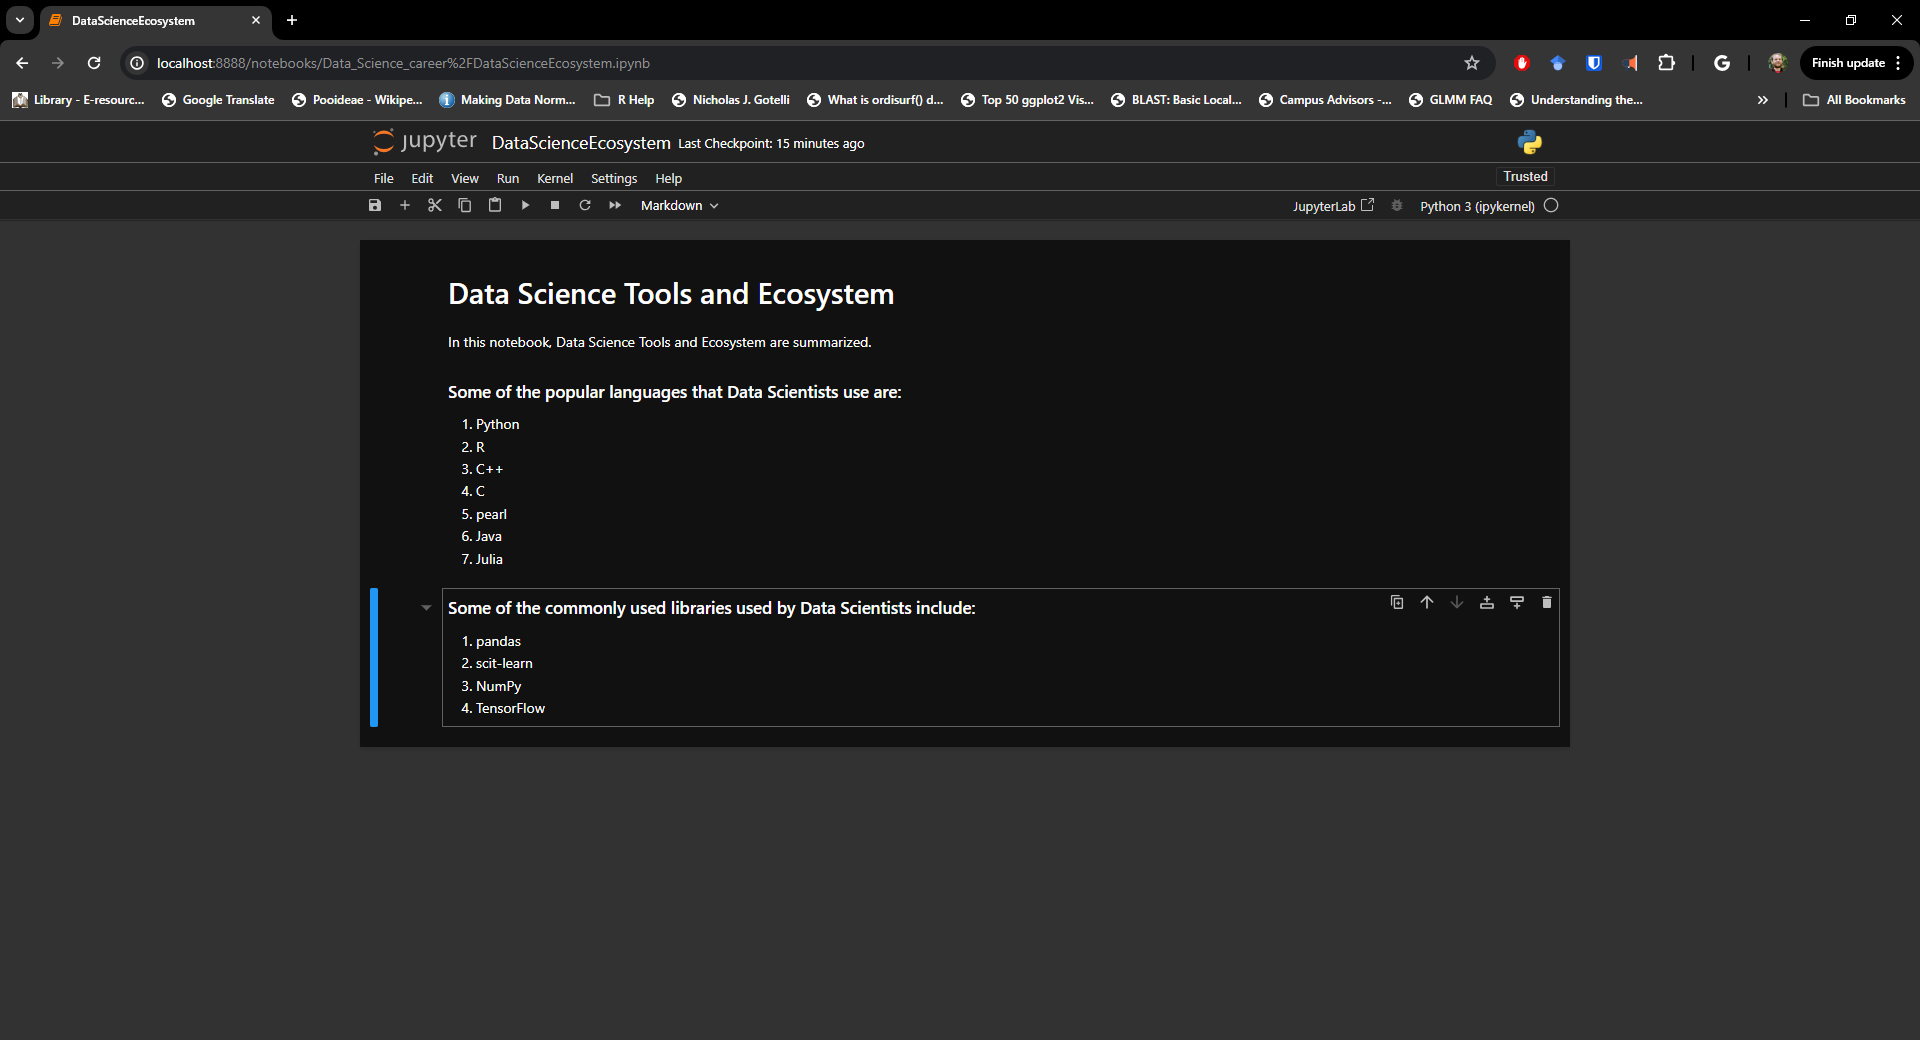 DataScienceEcosystem
localhost:8888/notebooks/Data_Science_career%2FDataScienceEcosystem.ipynb
Finish update
Library - E-resourc... Google Translate Pooideae - Wikipe... Making Data Norm... R Help Nicholas J. Gotelli What is ordisurf() d... Top 50 ggplot2 Vis... BLAST: Basic Local... Campus Advisors -... GLMM FAQ Understanding the... All Bookmarks
jupyter DataScienceEcosystem Last Checkpoint: 15 minutes ago
File Edit View Run Kernel Settings Help Trusted
Markdown JupyterLab Python 3 (ipykernel)
Data Science Tools and Ecosystem
In this notebook, Data Science Tools and Ecosystem are summarized.
Some of the popular languages that Data Scientists use are:
1. Python
2. R
3. C++
4. C
5. pearl
6. Java
7. Julia
Some of the commonly used libraries used by Data Scientists include:
1. pandas
2. scit-learn
3. NumPy
4. TensorFlow